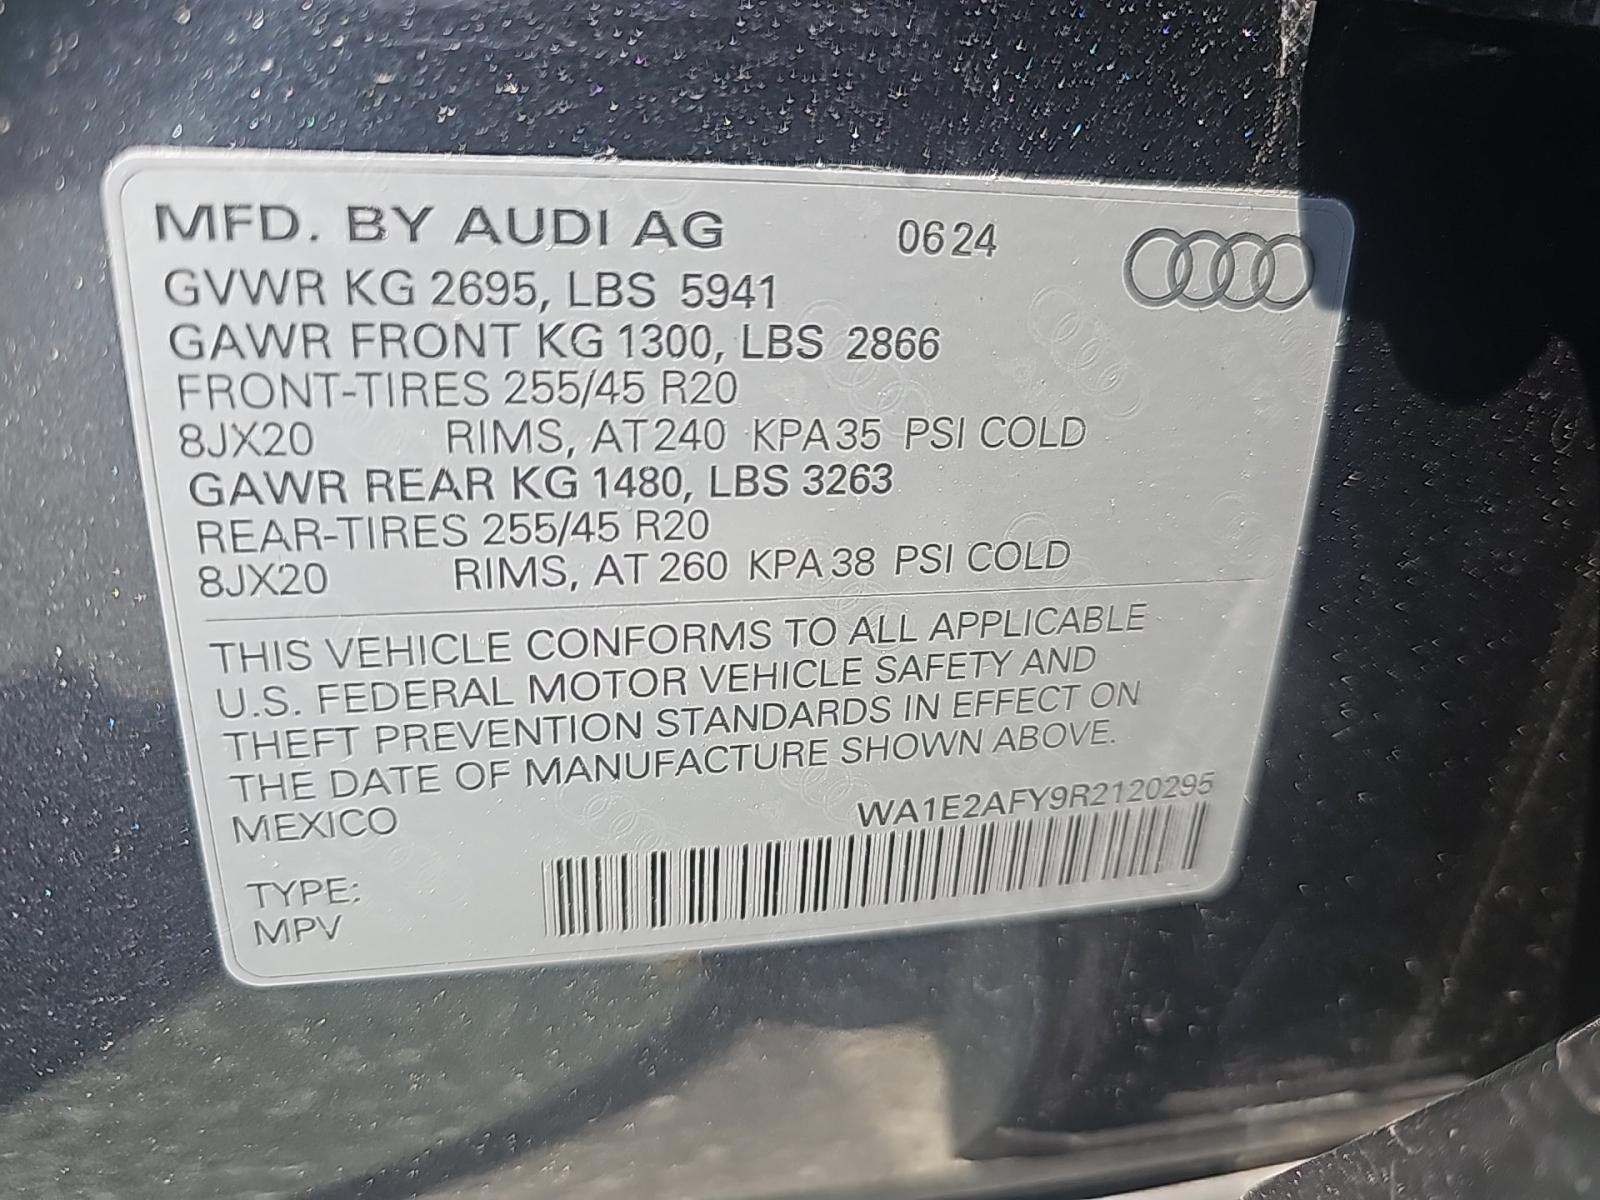 MFD. BY AUDI AG 0624
GVWR KG 2695, LBS 5941
GAWR FRONT KG 1300, LBS 2866
FRONT-TIRES 255/45 R20
8JX20 RIMS, AT 240 KPA 35 PSI COLD
GAWR REAR KG 1480, LBS 3263
REAR-TIRES 255/45 R20
8JX20 RIMS, AT 260 KPA 38 PSI COLD
THIS VEHICLE CONFORMS TO ALL APPLICABLE
U.S. FEDERAL MOTOR VEHICLE SAFETY AND
THEFT PREVENTION STANDARDS IN EFFECT ON
THE DATE OF MANUFACTURE SHOWN ABOVE.
MEXICO WA1E2AFY9R2120295
TYPE:
MPV